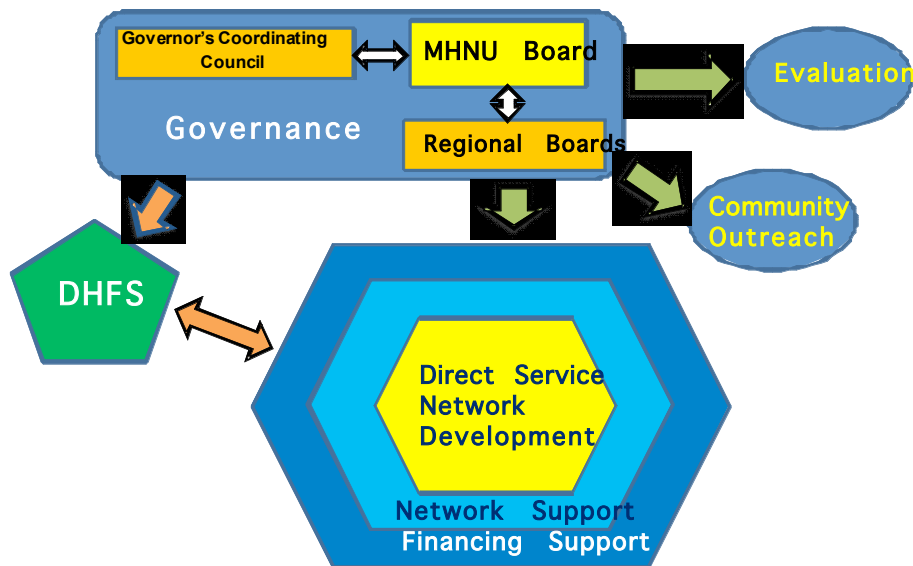 Governor's Coordinating
Council
MHNU Board
Evaluation
Governance
Regional Boards
Community
Outreach
DHFS
Direct Service
Network
Development
Network Support
Financing Support